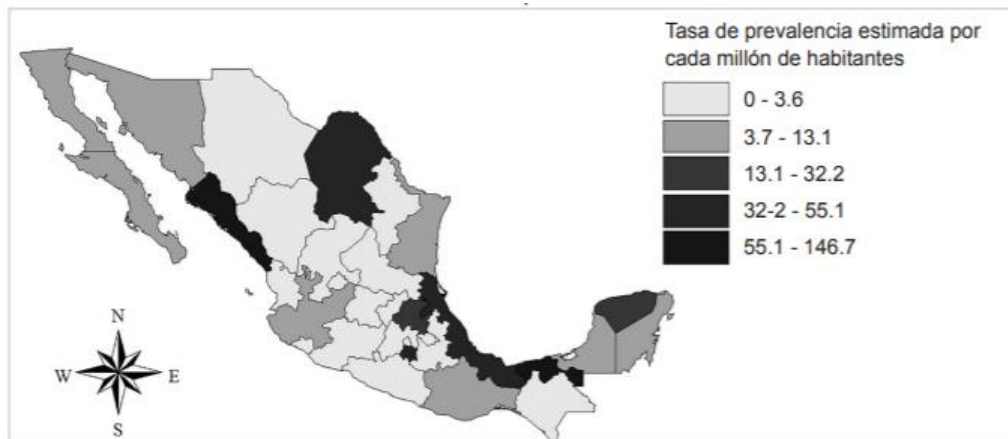 Tasa de prevalencia estimada por
cada millón de habitantes
0 - 3.6
3.7 - 13.1
13.1 - 32.2
32-2 - 55.1
55.1 - 146.7
N
W E
S